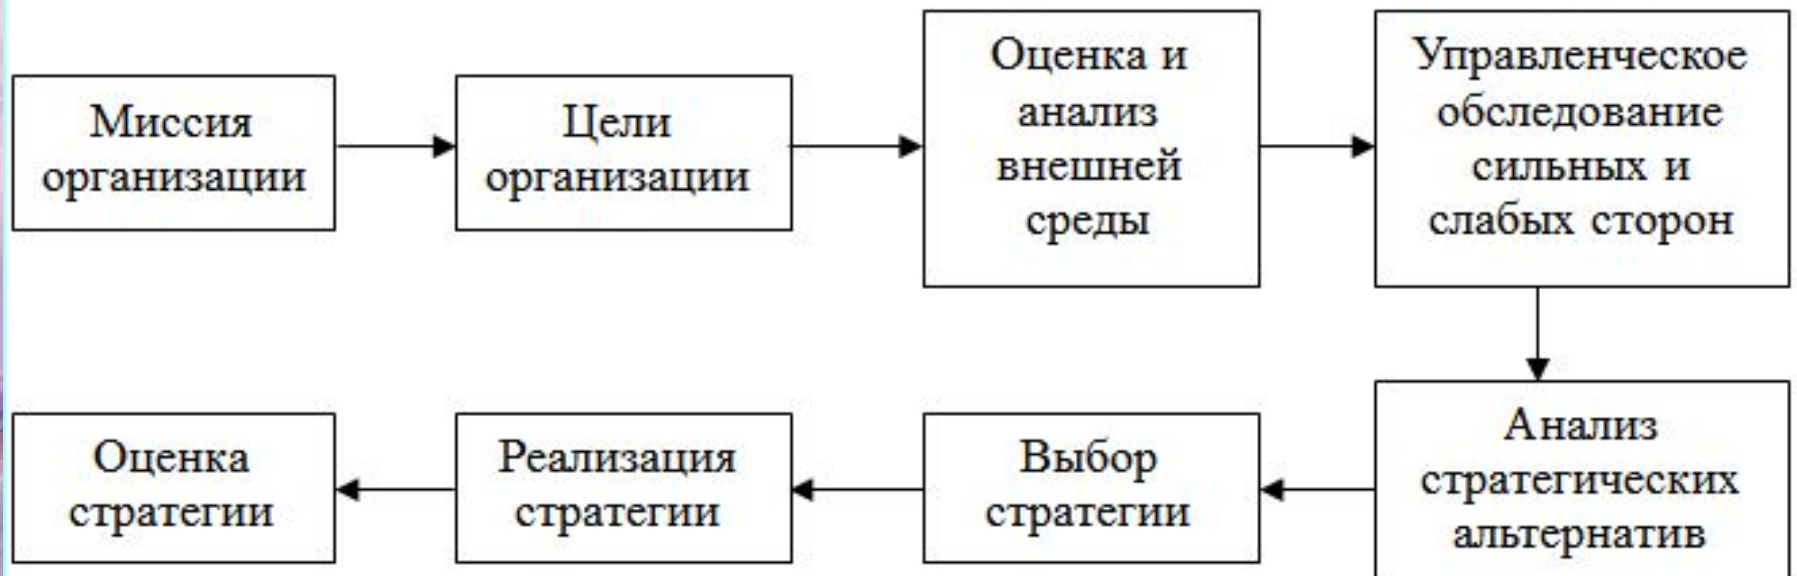 Миссия
организации
Цели
организации
Оценка и
анализ
внешней
среды
Управленческое
обследование
сильных и
слабых сторон
Анализ
стратегических
альтернатив
Выбор
стратегии
Реализация
стратегии
Оценка
стратегии